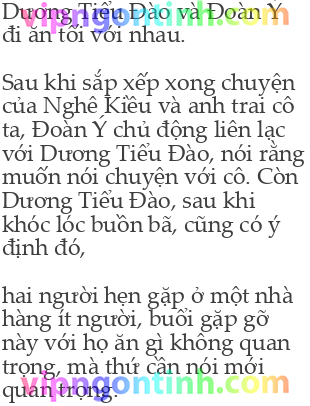 Dương Tiểu Đào và Đoàn Ý
vipngontinh.com
đi ăn tối với nhau.
Sau khi sắp xếp xong chuyện
của Nghê Kiều và anh trai cô
ta, Đoàn Ý chủ động liên lạc
với Dương Tiểu Đào, nói rằng
muốn nói chuyện với cô. Còn
Dương Tiểu Đào, sau khi
khóc lóc buồn bã, cũng có ý
định đó,
hai người hẹn gặp ở một nhà
hàng ít người, buổi gặp gỡ
này với họ ăn gì không quan
trọng, mà thứ cần nói mới
quan trọng.
vipngontinh.com